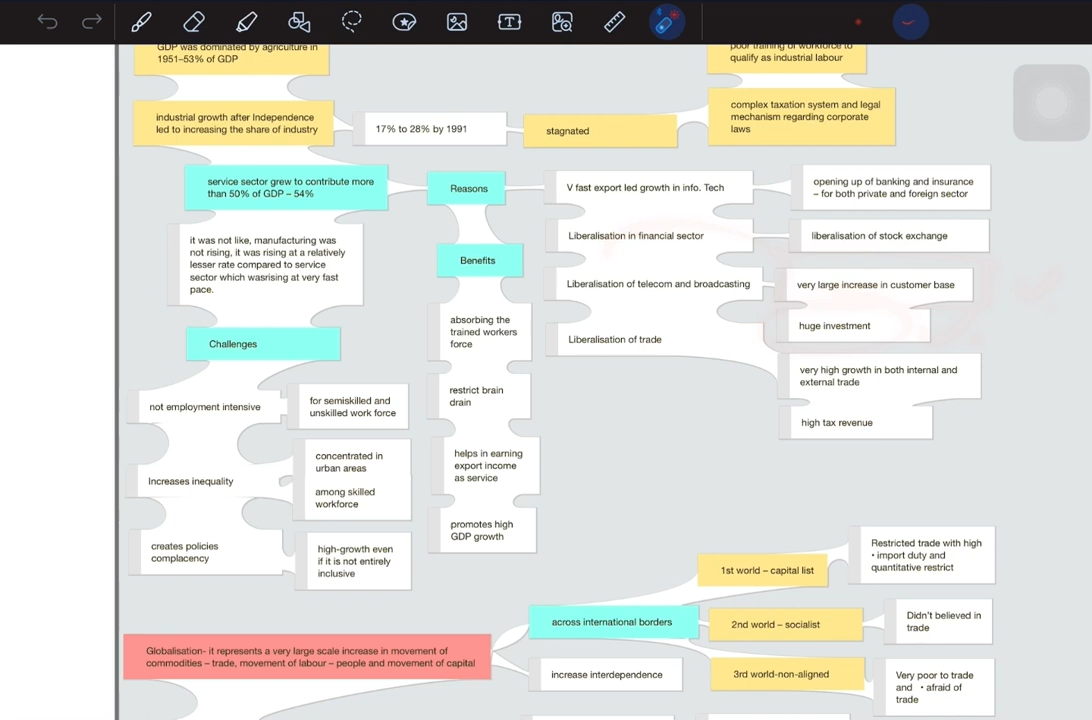 GDP was dominated by agriculture in
1951–53% of GDP
poor training of workforce to
qualify as industrial labour
industrial growth after Independence
led to increasing the share of industry
17% to 28% by 1991
stagnated
complex taxation system and legal
mechanism regarding corporate
laws
service sector grew to contribute more
than 50% of GDP – 54%
Reasons
V fast export led growth in info. Tech
opening up of banking and insurance
– for both private and foreign sector
Liberalisation in financial sector
liberalisation of stock exchange
Liberalisation of telecom and broadcasting
very large increase in customer base
huge investment
Liberalisation of trade
very high growth in both internal and
external trade
high tax revenue
it was not like, manufacturing was
not rising, it was rising at a relatively
lesser rate compared to service
sector which wasrising at very fast
pace.
Benefits
absorbing the
trained workers
force
restrict brain
drain
helps in earning
export income
as service
promotes high
GDP growth
Challenges
not employment intensive
for semiskilled and
unskilled work force
Increases inequality
concentrated in
urban areas
among skilled
workforce
creates policies
complacency
high-growth even
if it is not entirely
inclusive
Globalisation- it represents a very large scale increase in movement of
commodities – trade, movement of labour – people and movement of capital
across international borders
increase interdependence
1st world – capital list
Restricted trade with high
• import duty and
quantitative restrict
2nd world – socialist
Didn't believed in
trade
3rd world-non-aligned
Very poor to trade
and • afraid of
trade